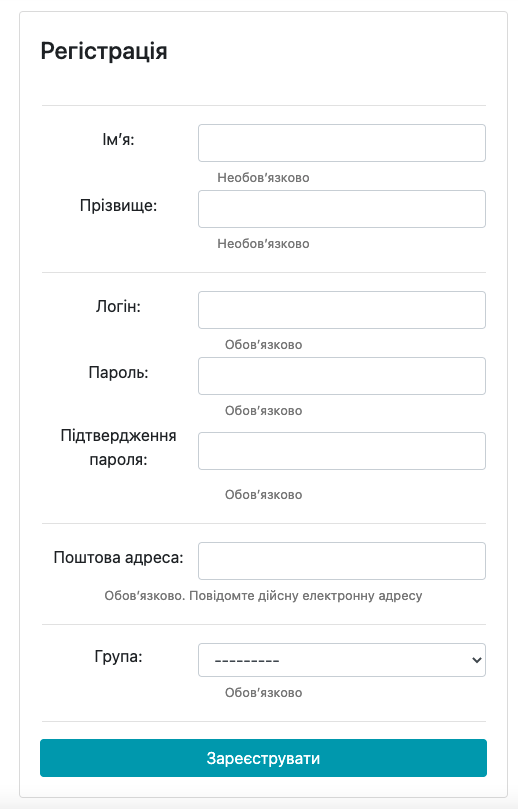 Регістрація
Ім’я:
Необов’язково
Прізвище:
Необов’язково
Логін:
Обов’язково
Пароль:
Обов’язково
Підтвердження
пароля:
Обов’язково
Поштова адреса:
Обов’язково. Повідомте дійсну електронну адресу
Група:
---------
Обов’язково
Зареєструвати